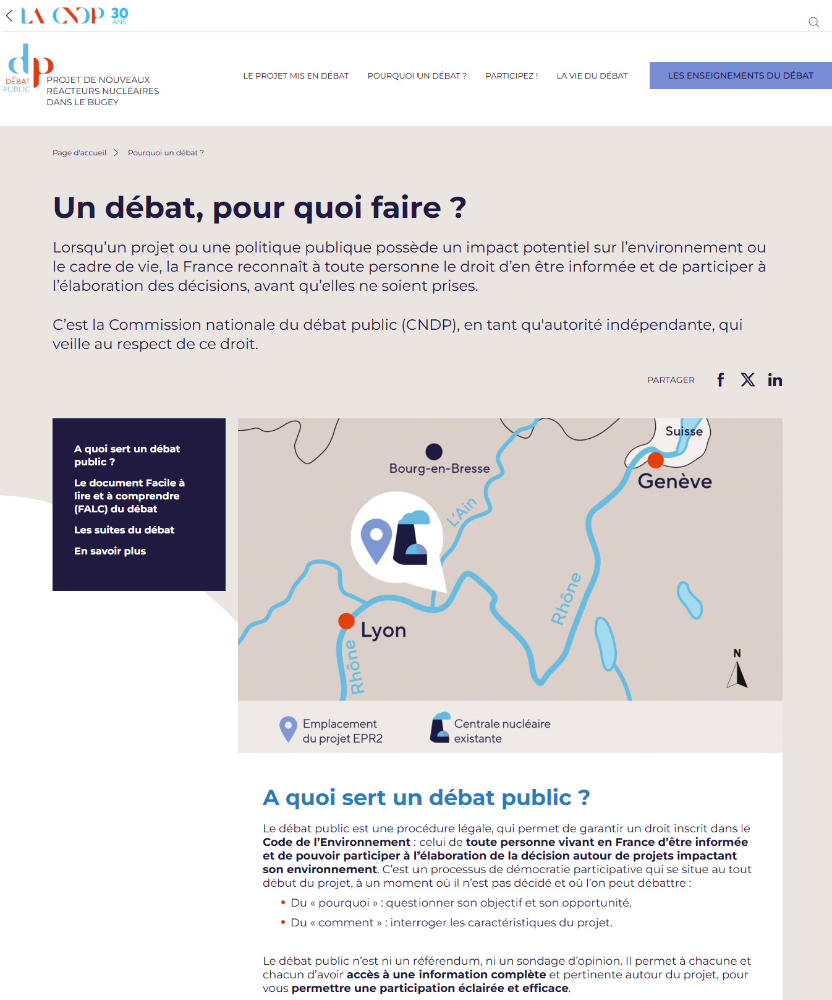 LA CNDP 30 ANS
dp
DÉBAT
PUBLIC
PROJET DE NOUVEAUX
RÉACTEURS NUCLÉAIRES
DANS LE BUGEY
LE PROJET MIS EN DÉBAT
POURQUOI UN DÉBAT ?
PARTICIPEZ !
LA VIE DU DÉBAT
LES ENSEIGNEMENTS DU DÉBAT
Page d'accueil
Pourquoi un débat ?
Un débat, pour quoi faire ?
Lorsqu’un projet ou une politique publique possède un impact potentiel sur l’environnement ou
le cadre de vie, la France reconnaît à toute personne le droit d’en être informée et de participer à
l’élaboration des décisions, avant qu’elles ne soient prises.
C’est la Commission nationale du débat public (CNDP), en tant qu'autorité indépendante, qui
veille au respect de ce droit.
PARTAGER
A quoi sert un débat
public ?
Le document Facile à
lire et à comprendre
(FALC) du débat
Les suites du débat
En savoir plus
Suisse
Bourg-en-Bresse
Genève
L’Ain
Rhône
Lyon
Rhône
N
Emplacement
du projet EPR2
Centrale nucléaire
existante
A quoi sert un débat public ?
Le débat public est une procédure légale, qui permet de garantir un droit inscrit dans le
Code de l’Environnement : celui de toute personne vivant en France d’être informée
et de pouvoir participer à l’élaboration de la décision autour de projets impactant
son environnement. C’est un processus de démocratie participative qui se situe au tout
début du projet, à un moment où il n’est pas décidé et où l’on peut débattre :
• Du « pourquoi » : questionner son objectif et son opportunité,
• Du « comment » : interroger les caractéristiques du projet.
Le débat public n’est ni un référendum, ni un sondage d’opinion. Il permet à chacune et
chacun d’avoir accès à une information complète et pertinente autour du projet, pour
vous permettre une participation éclairée et efficace.